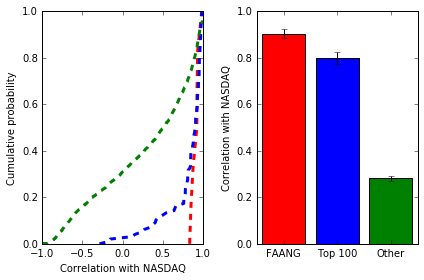 1.0
0.8
0.6
0.4
0.2
0.0
Cumulative probability
−1.0 −0.5 0.0 0.5 1.0
Correlation with NASDAQ
1.0
0.8
0.6
0.4
0.2
0.0
Correlation with NASDAQ
FAANG Top 100 Other